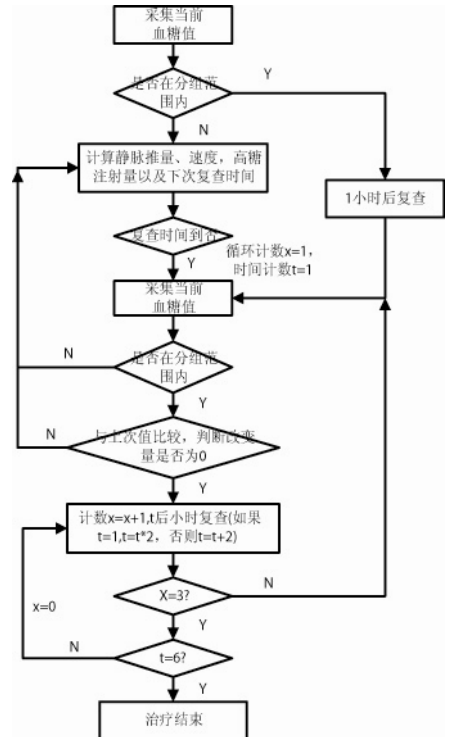 采集当前
血糖值
是否在分组范
围内
Y
N
计算静脉推量、速度，高糖
注射量以及下次复查时间
1小时后复查
复查时间到否
循环计数x=1,
时间计数t=1
Y
采集当前
血糖值
N
是否在分组范
围内
Y
N
与上次值比较，判断改变
量是否为0
Y
计数x=x+1,t后小时复查(如果
t=1,t=t*2，否则t=t+2)
N
X=3?
x=0
Y
N
t=6?
Y
治疗结束